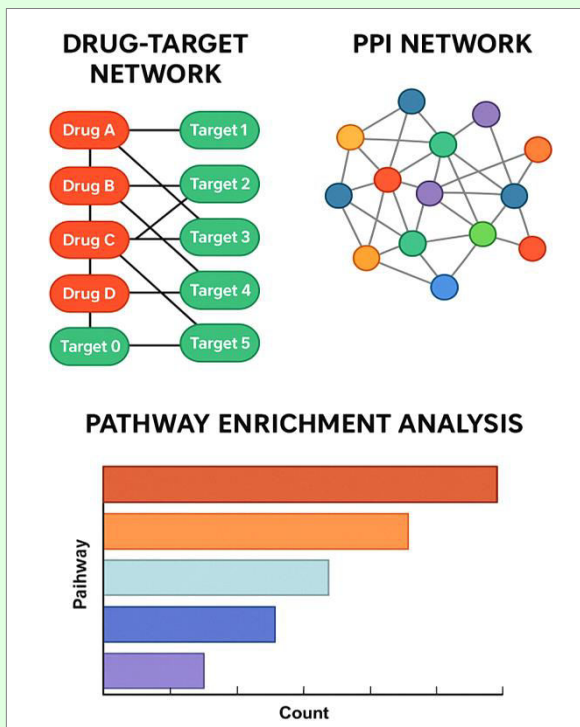 DRUG-TARGET
NETWORK
Drug A
Target 1
Drug B
Target 2
Drug C
Target 3
Drug D
Target 4
Target 0
Target 5
PPI NETWORK
PATHWAY ENRICHMENT ANALYSIS
Paihway
Count